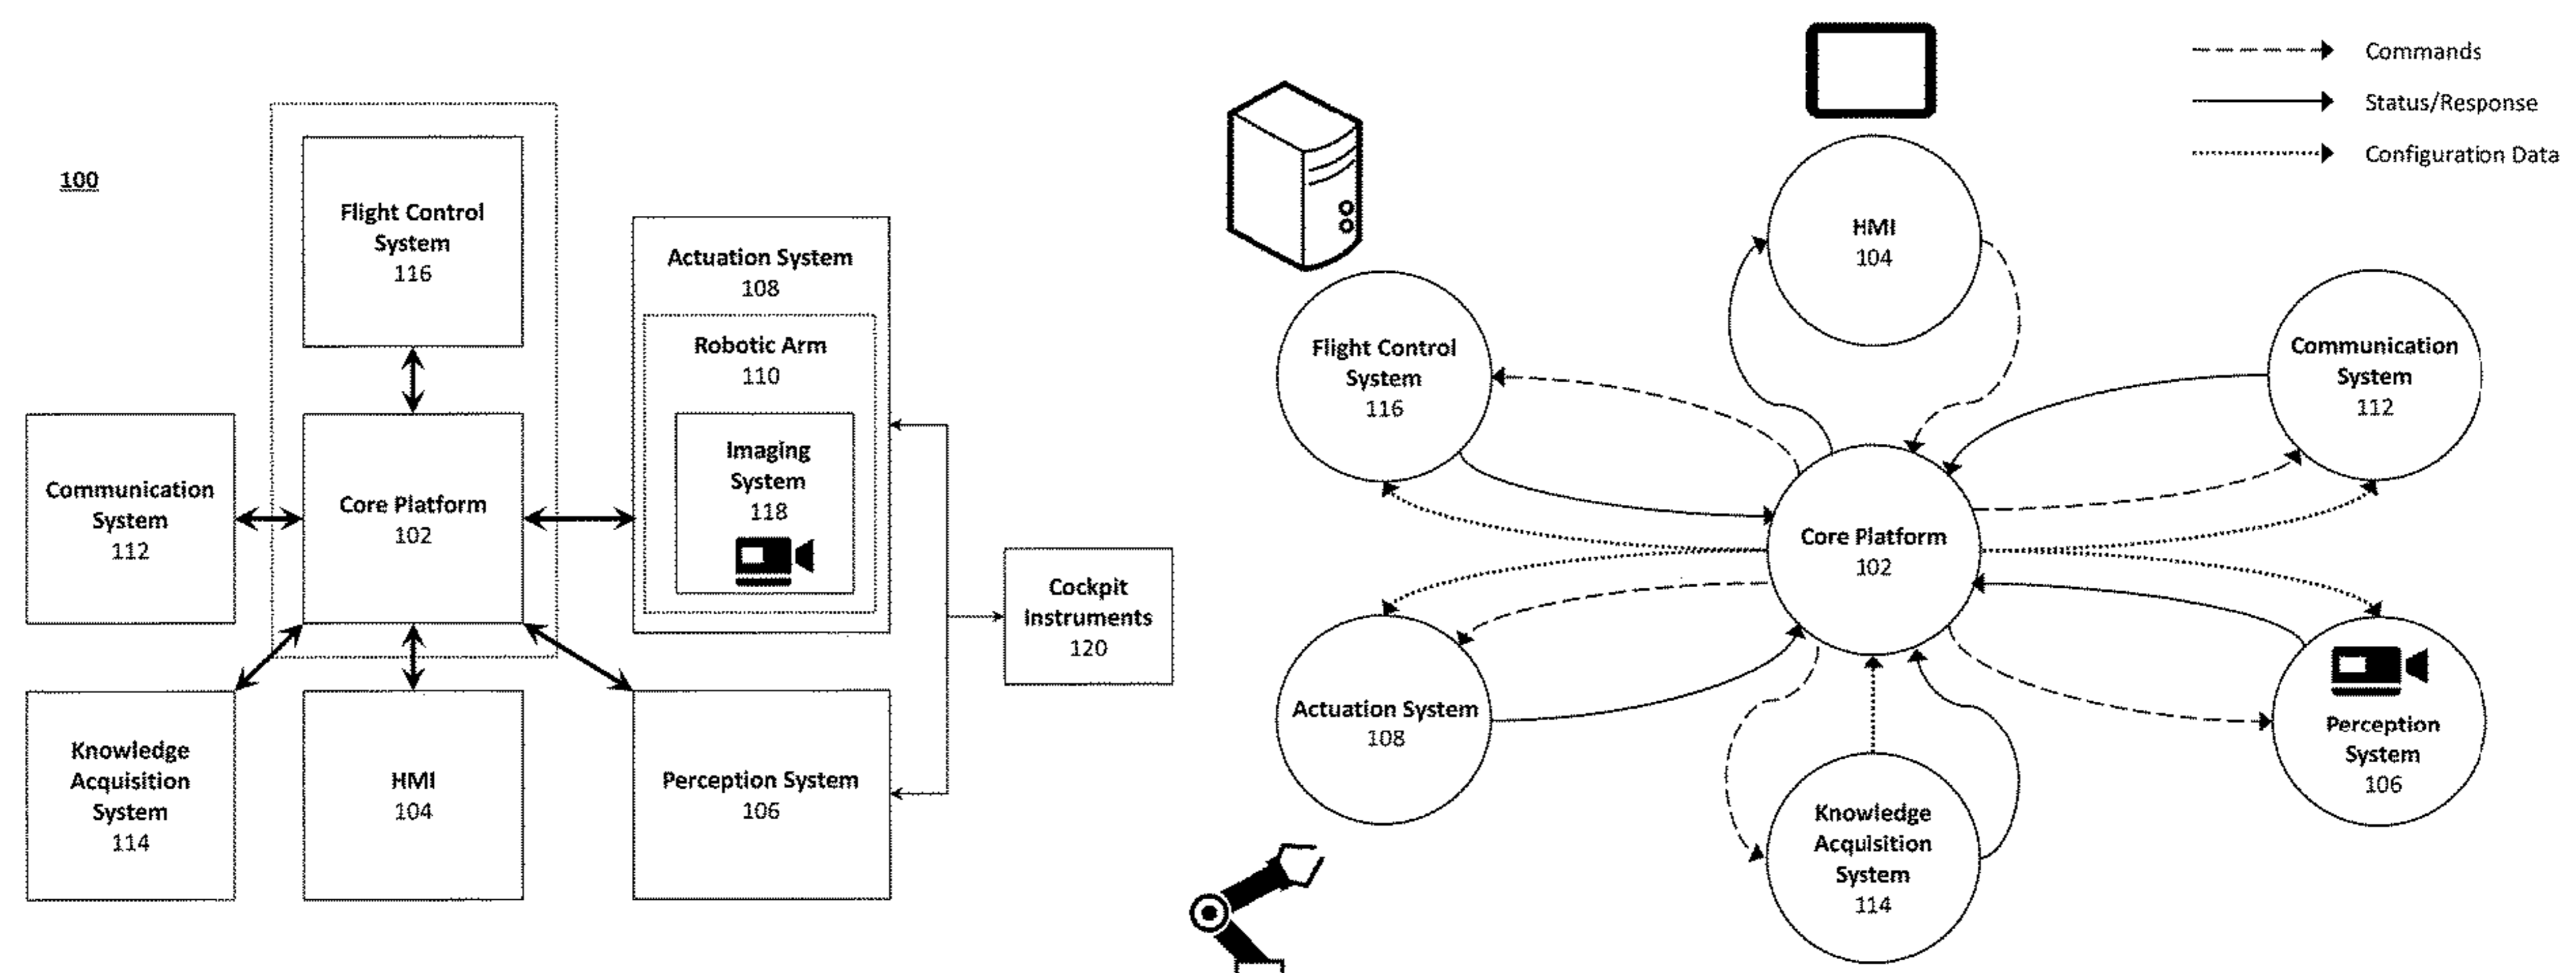 100
Flight Control
System
116
Actuation System
108
Robotic Arm
110
Imaging
System
118
Communication
System
112
Core Platform
102
Cockpit
Instruments
120
Knowledge
Acquisition
System
114
HMI
104
Perception System
106
Commands
Status/Response
Configuration Data
HMI
104
Flight Control
System
116
Communication
System
112
Core Platform
102
Actuation System
108
Perception
System
106
Knowledge
Acquisition
System
114